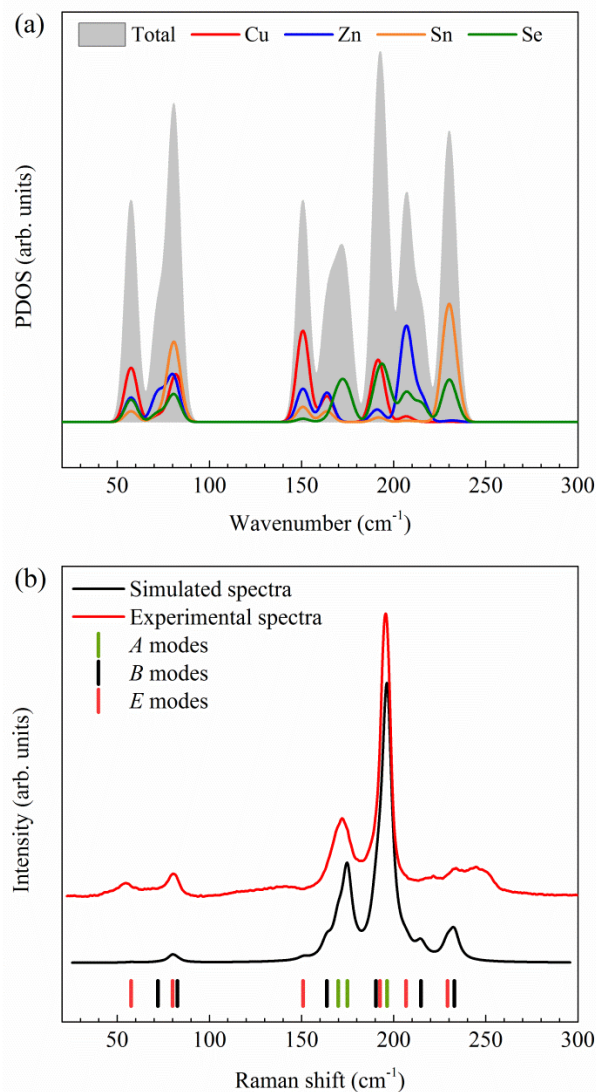 (a)
Total Cu Zn Sn Se
PDOS (arb. units)
50 100 150 200 250 300
Wavenumber (cm⁻¹)
(b)
Simulated spectra
Experimental spectra
A modes
B modes
E modes
Intensity (arb. units)
50 100 150 200 250 300
Raman shift (cm⁻¹)